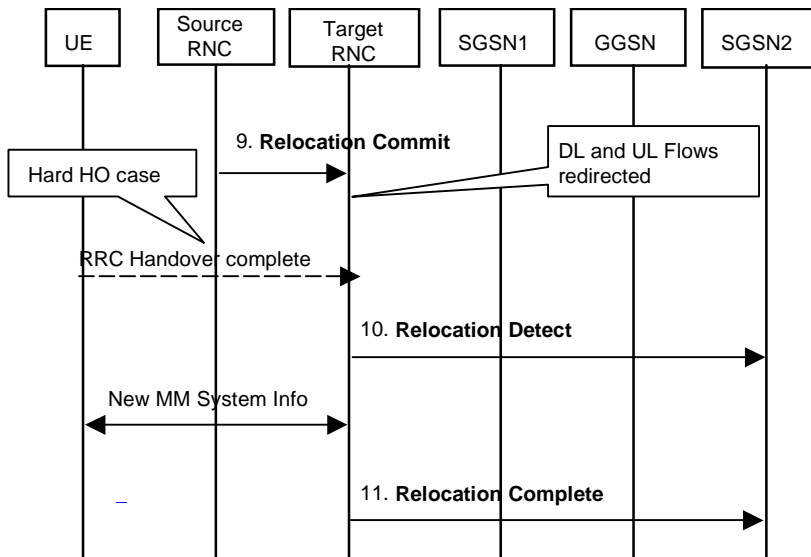 UE
Source
RNC
Target
RNC
SGSN1
GGSN
SGSN2
9. Relocation Commit
Hard HO case
DL and UL Flows
redirected
RRC Handover complete
10. Relocation Detect
New MM System Info
11. Relocation Complete